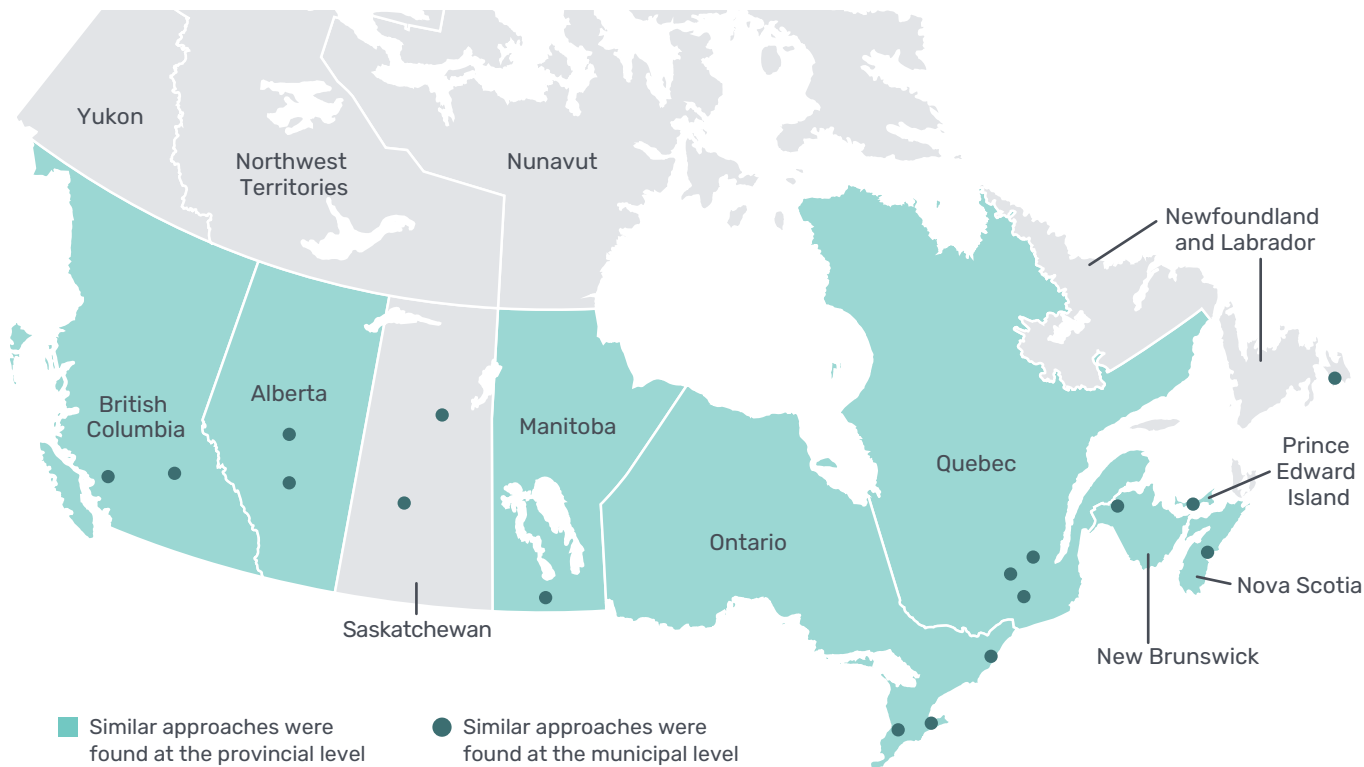 Yukon
Northwest
Territories
Nunavut
Newfoundland
and Labrador
British
Columbia
Alberta
Manitoba
Quebec
Prince
Edward
Island
Ontario
Nova Scotia
Saskatchewan
New Brunswick
Similar approaches were
found at the provincial level
Similar approaches were
found at the municipal level